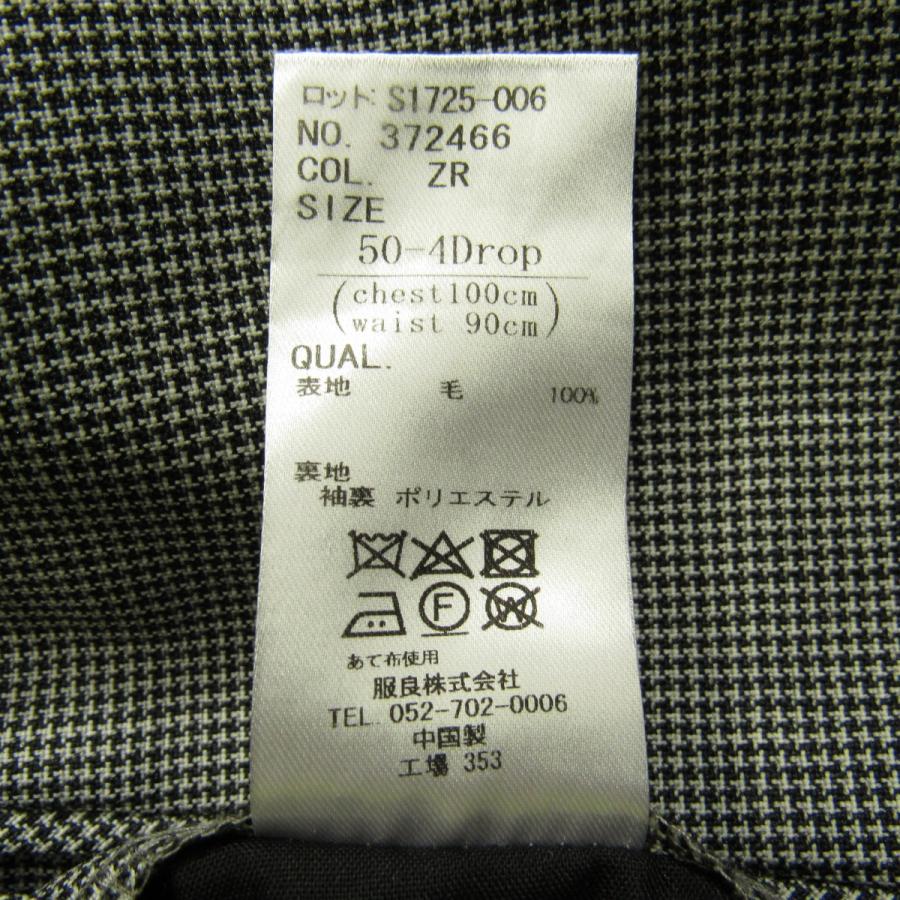 ロット: S1725-006
NO. 372466
COL. ZR
SIZE
50-4Drop
(chest100cm
waist 90cm)
QUAL.
表地 毛 100%
裏地
袖裏 ポリエステル
F
W
あて布使用
服良株式会社
TEL. 052-702-0006
中国製
工場 353